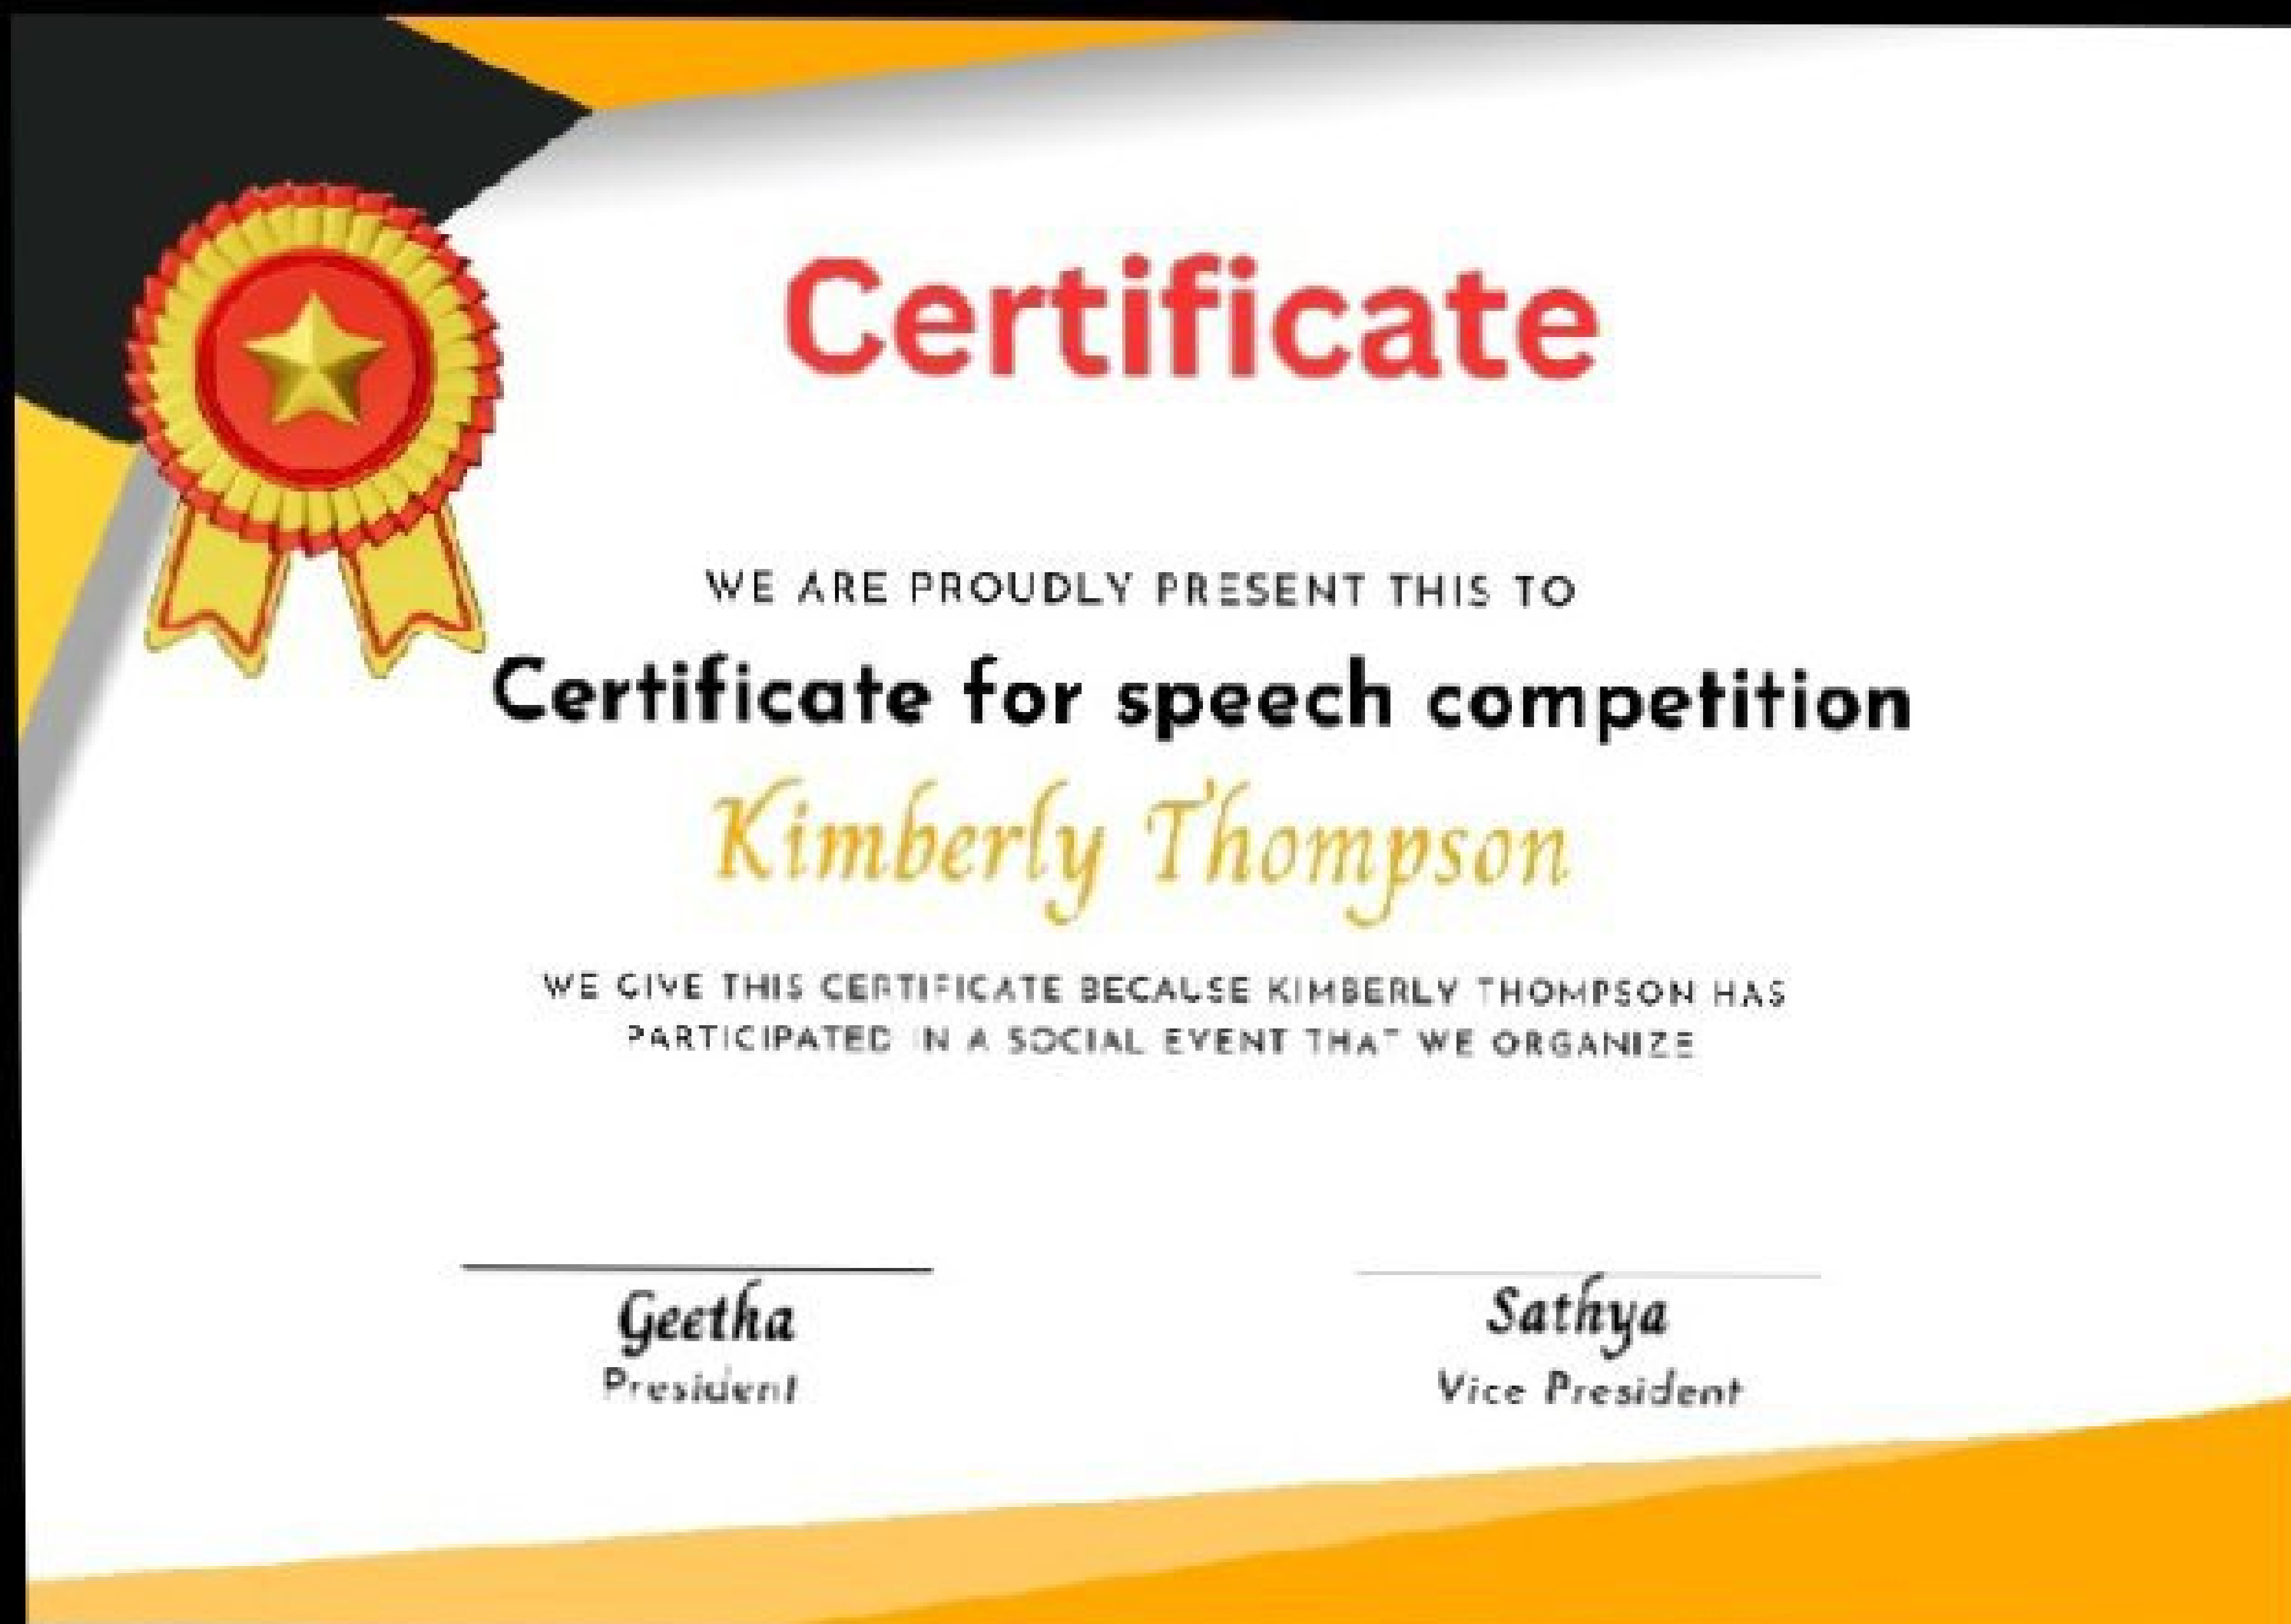 Certificate
WE ARE PROUDLY PRESENT THIS TO
Certificate for speech competition
Kimberly Thompson
WE GIVE THIS CERTIFICATE BECAUSE KIMBERLY THOMPSON HAS
PARTICIPATED IN A SOCIAL EVENT THAT WE ORGANIZE
Geetha
President
Sathya
Vice President